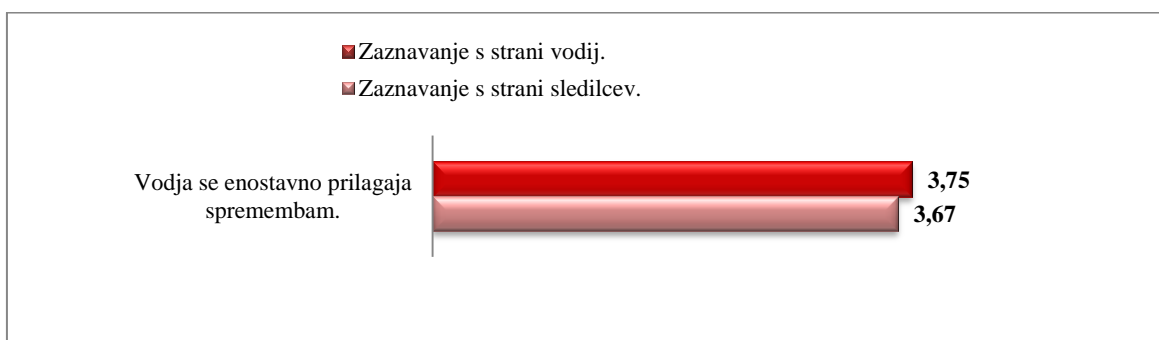 Zaznavanje s strani vodij.
Zaznavanje s strani sledilcev.
Vodja se enostavno prilagaja
spremembam.
3,75
3,67